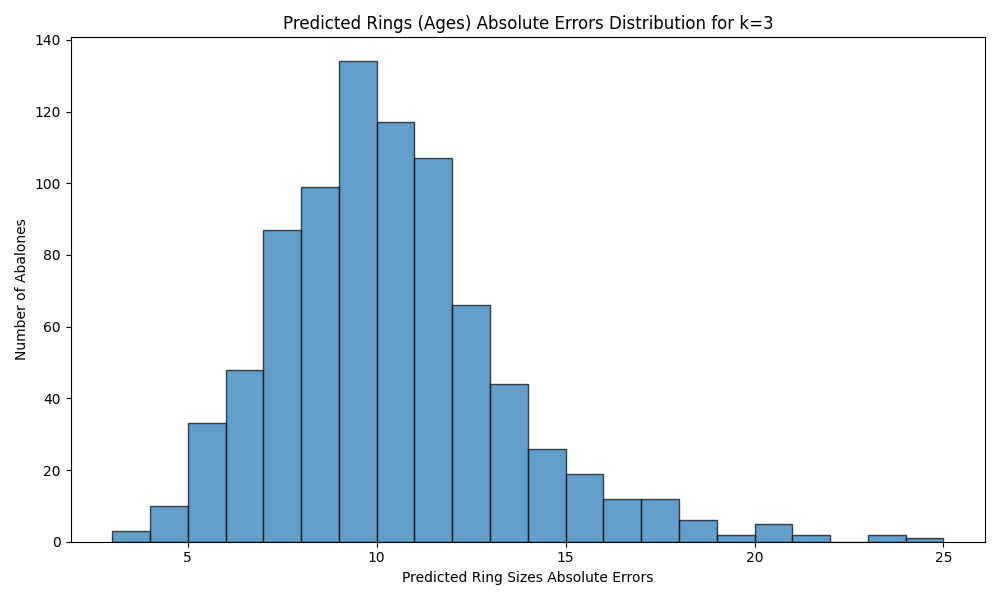 Predicted Rings (Ages) Absolute Errors Distribution for k=3
140
120
100
80
60
40
20
0
Number of Abalones
5 10 15 20 25
Predicted Ring Sizes Absolute Errors